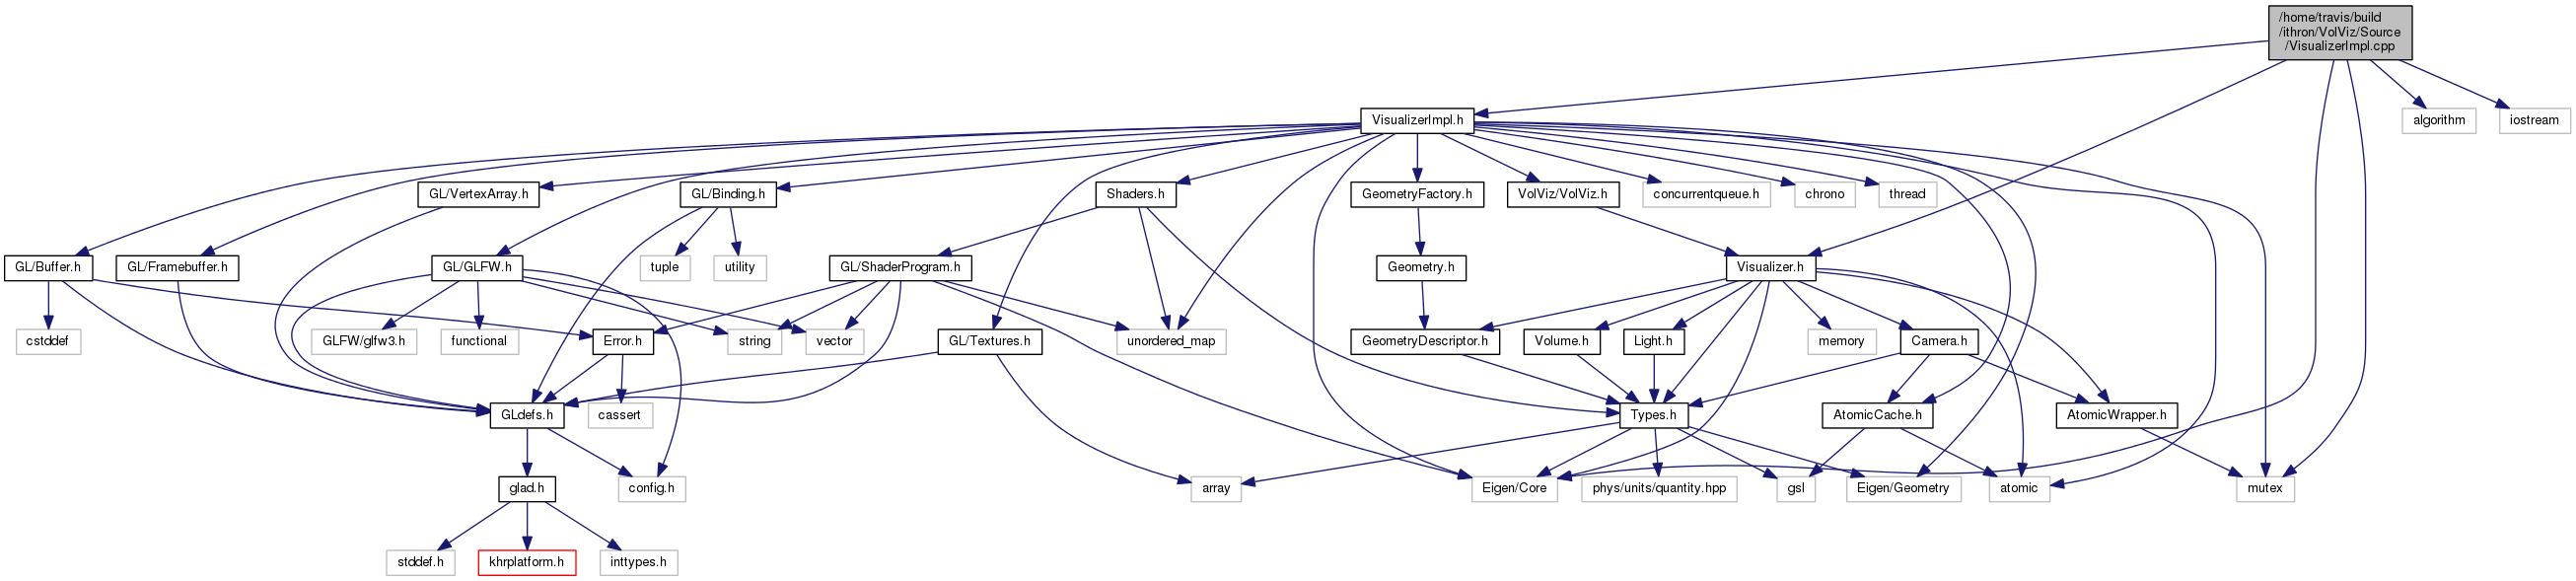 /home/travis/build
/ithron/VolViz/Source
/VisualizerImpl.cpp
VisualizerImpl.h
algorithm
iostream
GL/VertexArray.h
GL/Binding.h
Shaders.h
GeometryFactory.h
VolViz/VolViz.h
concurrentqueue.h
chrono
thread
GL/Buffer.h
GL/Framebuffer.h
GL/GLFW.h
tuple
utility
GL/ShaderProgram.h
Geometry.h
Visualizer.h
cstddef
GLFW/glfw3.h
functional
Error.h
string
vector
GL/Textures.h
unordered_map
GeometryDescriptor.h
Volume.h
Light.h
memory
Camera.h
GLdefs.h
cassert
Types.h
AtomicCache.h
AtomicWrapper.h
glad.h
config.h
array
Eigen/Core
phys/units/quantity.hpp
gsl
Eigen/Geometry
atomic
mutex
stddef.h
khrplatform.h
inttypes.h